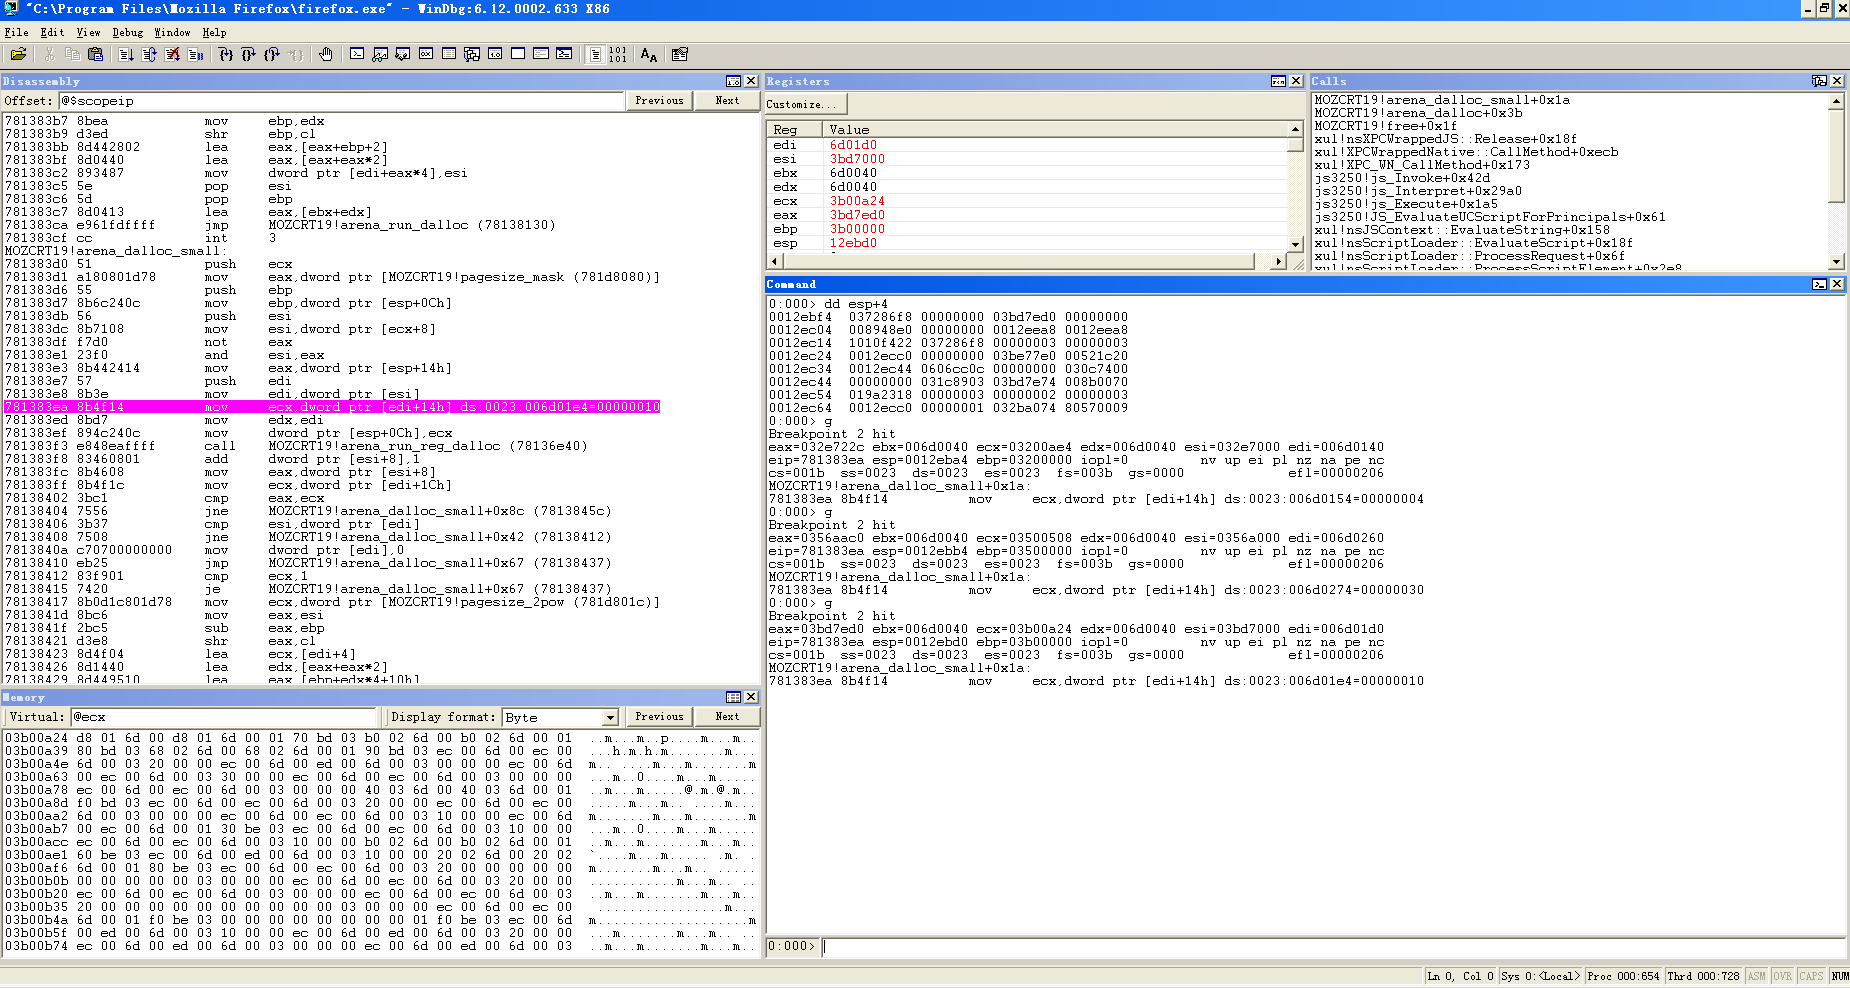 "C:\Program Files\Mozilla Firefox\firefox.exe" - WinDbg:6.12.0002.633 X86
File Edit View Debug Window Help
Disassembly
Offset: @$scopeip Previous Next
781383b7 8bea mov ebp,edx
781383b9 d3ed shr ebp,cl
781383bb 8d442802 lea eax,[eax+ebp+2]
781383bf 8d0440 lea eax,[eax+eax*2]
781383c2 893487 mov dword ptr [edi+eax*4],esi
781383c5 5e pop esi
781383c6 5d pop ebp
781383c7 8d0413 lea eax,[ebx+edx]
781383ca e961fdffff jmp MOZCRT19!arena_run_dalloc (78138130)
781383cf cc int 3
MOZCRT19!arena_dalloc_small:
781383d0 51 push ecx
781383d1 a180801d78 mov eax,dword ptr [MOZCRT19!pagesize_mask (781d8080)]
781383d6 55 push ebp
781383d7 8b6c240c mov ebp,dword ptr [esp+0Ch]
781383db 56 push esi
781383dc 8b7108 mov esi,dword ptr [ecx+8]
781383df f7d0 not eax
781383e1 23f0 and esi,eax
781383e3 8b442414 mov eax,dword ptr [esp+14h]
781383e7 57 push edi
781383e8 8b3e mov edi,dword ptr [esi]
781383ea 8b4f14 mov ecx,dword ptr [edi+14h] ds:0023:006d01e4=00000010
781383ed 8bd7 mov edx,edi
781383ef 894c240c mov dword ptr [esp+0Ch],ecx
781383f3 e848eaffff call MOZCRT19!arena_run_reg_dalloc (78136e40)
781383f8 83460801 add dword ptr [esi+8],1
781383fc 8b4608 mov eax,dword ptr [esi+8]
781383ff 8b4f1c mov ecx,dword ptr [edi+1Ch]
78138402 3bc1 cmp eax,ecx
78138404 7556 jne MOZCRT19!arena_dalloc_small+0x8c (7813845c)
78138406 3b37 cmp esi,dword ptr [edi]
78138408 7508 jne MOZCRT19!arena_dalloc_small+0x42 (78138412)
7813840a c70700000000 mov dword ptr [edi],0
78138410 eb25 jmp MOZCRT19!arena_dalloc_small+0x67 (78138437)
78138412 83f901 cmp ecx,1
78138415 7420 je MOZCRT19!arena_dalloc_small+0x67 (78138437)
78138417 8b0d1c801d78 mov ecx,dword ptr [MOZCRT19!pagesize_2pow (781d801c)]
7813841d 8bc6 mov eax,esi
7813841f 2bc5 sub eax,ebp
78138421 d3e8 shr eax,cl
78138423 8d4f04 lea ecx,[edi+4]
78138426 8d1440 lea edx,[eax+eax*2]
78138429 8d449510 lea eax,[ebp+edx*4+10h]
Memory
Virtual: @ecx Display format: Byte Previous Next
03b00a24 d8 01 6d 00 d8 01 6d 00 01 70 bd 03 b0 02 6d 00 b0 02 6d 00 01 ..m...m..p....m...m..
03b00a39 80 bd 03 68 02 6d 00 68 02 6d 00 01 90 bd 03 ec 00 6d 00 ec 00 ...h.m.h.m.......m...
03b00a4e 6d 00 03 20 00 00 ec 00 6d 00 ed 00 6d 00 03 00 00 00 ec 00 6d m.. ....m...m.......m
03b00a63 00 ec 00 6d 00 03 30 00 00 ec 00 6d 00 ec 00 6d 00 03 00 00 00 ...m..0....m...m.....
03b00a78 ec 00 6d 00 ec 00 6d 00 03 00 00 00 40 03 6d 00 40 03 6d 00 01 ..m...m.....@.m.@.m..
03b00a8d f0 bd 03 ec 00 6d 00 ec 00 6d 00 03 20 00 00 ec 00 6d 00 ec 00 .....m...m.. ....m...
03b00aa2 6d 00 03 00 00 00 ec 00 6d 00 ec 00 6d 00 03 10 00 00 ec 00 6d m.......m...m.......m
03b00ab7 00 ec 00 6d 00 01 30 be 03 ec 00 6d 00 ec 00 6d 00 03 10 00 00 ...m..0....m...m.....
03b00acc ec 00 6d 00 ec 00 6d 00 03 10 00 00 b0 02 6d 00 b0 02 6d 00 01 ..m...m.......m...m..
03b00ae1 60 be 03 ec 00 6d 00 ed 00 6d 00 03 10 00 00 20 02 6d 00 20 02 `....m...m..... .m. .
03b00af6 6d 00 01 80 be 03 ec 00 6d 00 ec 00 6d 00 03 20 00 00 00 00 00 m.......m...m.. .....
03b00b0b 00 00 00 00 00 03 00 00 00 ec 00 6d 00 ec 00 6d 00 03 20 00 00 ...........m...m.. ..
03b00b20 ec 00 6d 00 ec 00 6d 00 03 00 00 00 ec 00 6d 00 ec 00 6d 00 03 ..m...m.......m...m..
03b00b35 20 00 00 00 00 00 00 00 00 00 00 03 00 00 00 ec 00 6d 00 ec 00 .................m...
03b00b4a 6d 00 01 f0 be 03 00 00 00 00 00 00 00 00 01 f0 be 03 ec 00 6d m...................m
03b00b5f 00 ed 00 6d 00 03 10 00 00 ec 00 6d 00 ed 00 6d 00 03 20 00 00 ...m.......m...m.. ..
03b00b74 ec 00 6d 00 ed 00 6d 00 03 00 00 00 ec 00 6d 00 ed 00 6d 00 03 ..m...m.......m...m..
Registers
Customize...
Reg Value
edi 6d01d0
esi 3bd7000
ebx 6d0040
edx 6d0040
ecx 3b00a24
eax 3bd7ed0
ebp 3b00000
esp 12ebd0
Calls
MOZCRT19!arena_dalloc_small+0x1a
MOZCRT19!arena_dalloc+0x3b
MOZCRT19!free+0x1f
xul!nsXPCWrappedJS::Release+0x18f
xul!XPCWrappedNative::CallMethod+0xecb
xul!XPC_WN_CallMethod+0x173
js3250!js_Invoke+0x42d
js3250!js_Interpret+0x29a0
js3250!js_Execute+0x1a5
js3250!JS_EvaluateUCScriptForPrincipals+0x61
xul!nsJSContext::EvaluateString+0x158
xul!nsScriptLoader::EvaluateScript+0x18f
xul!nsScriptLoader::ProcessRequest+0x6f
xul!nsScriptLoader::ProcessScriptElement+0x2e8
Command
0:000> dd esp+4
0012ebf4 037286f8 00000000 03bd7ed0 00000000
0012ec04 008948e0 00000000 0012eea8 0012eea8
0012ec14 1010f422 037286f8 00000003 00000003
0012ec24 0012ecc0 00000000 03be77e0 00521c20
0012ec34 0012ec44 0606cc0c 00000000 030c7400
0012ec44 00000000 031c8903 03bd7e74 008b0070
0012ec54 019a2318 00000003 00000002 00000003
0012ec64 0012ecc0 00000001 032ba074 80570009
0:000> g
Breakpoint 2 hit
eax=032e722c ebx=006d0040 ecx=03200ae4 edx=006d0040 esi=032e7000 edi=006d0140
eip=781383ea esp=0012eba4 ebp=03200000 iopl=0 nv up ei pl nz na pe nc
cs=001b ss=0023 ds=0023 es=0023 fs=003b gs=0000 efl=00000206
MOZCRT19!arena_dalloc_small+0x1a:
781383ea 8b4f14 mov ecx,dword ptr [edi+14h] ds:0023:006d0154=00000004
0:000> g
Breakpoint 2 hit
eax=0356aac0 ebx=006d0040 ecx=03500508 edx=006d0040 esi=0356a000 edi=006d0260
eip=781383ea esp=0012ebb4 ebp=03500000 iopl=0 nv up ei pl nz na pe nc
cs=001b ss=0023 ds=0023 es=0023 fs=003b gs=0000 efl=00000206
MOZCRT19!arena_dalloc_small+0x1a:
781383ea 8b4f14 mov ecx,dword ptr [edi+14h] ds:0023:006d0274=00000030
0:000> g
Breakpoint 2 hit
eax=03bd7ed0 ebx=006d0040 ecx=03b00a24 edx=006d0040 esi=03bd7000 edi=006d01d0
eip=781383ea esp=0012ebd0 ebp=03b00000 iopl=0 nv up ei pl nz na pe nc
cs=001b ss=0023 ds=0023 es=0023 fs=003b gs=0000 efl=00000206
MOZCRT19!arena_dalloc_small+0x1a:
781383ea 8b4f14 mov ecx,dword ptr [edi+14h] ds:0023:006d01e4=00000010
0:000>
Ln 0, Col 0 Sys 0:<Local> Proc 000:654 Thrd 000:728 ASM OVR CAPS NUM